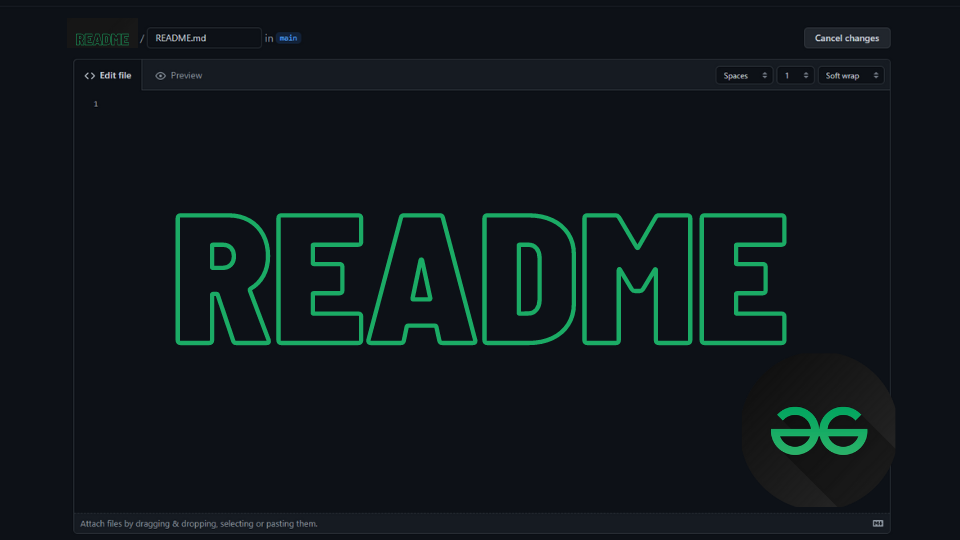 README / README.md in main Cancel changes
<> Edit file Preview Spaces 1 Soft wrap
1
README
Attach files by dragging & dropping, selecting or pasting them.